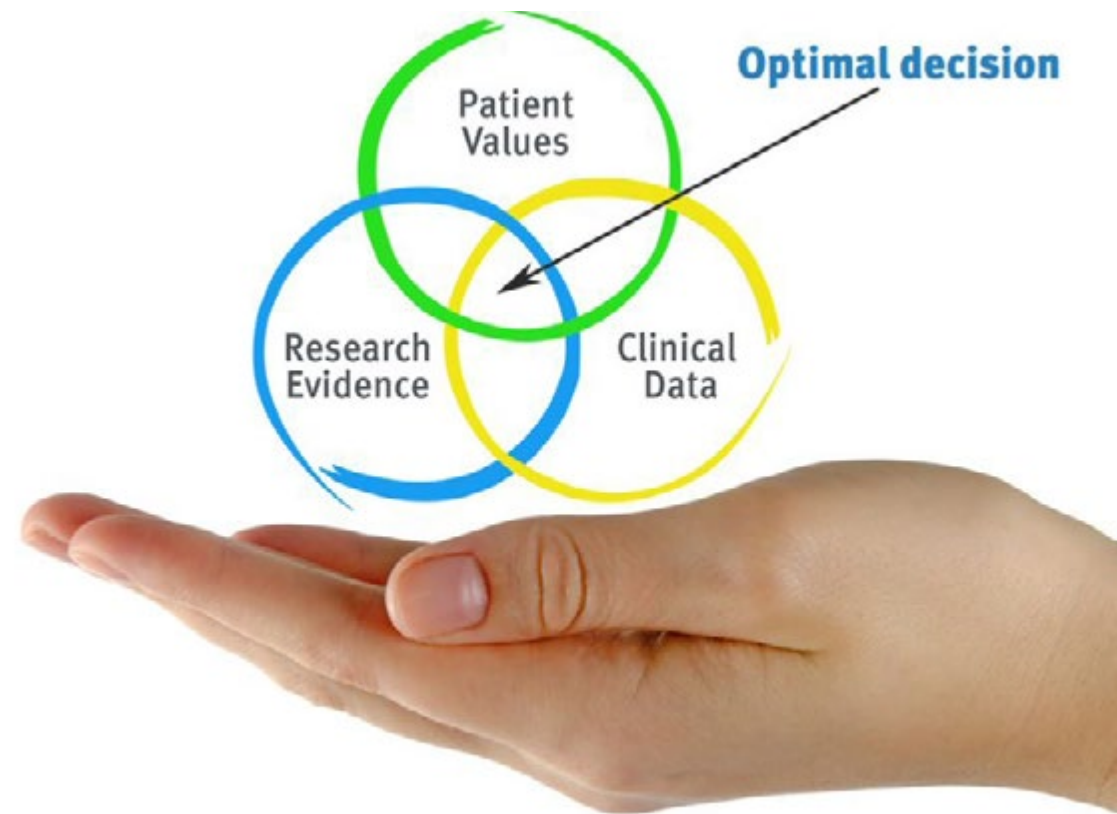 Optimal decision
Patient
Values
Research
Evidence
Clinical
Data